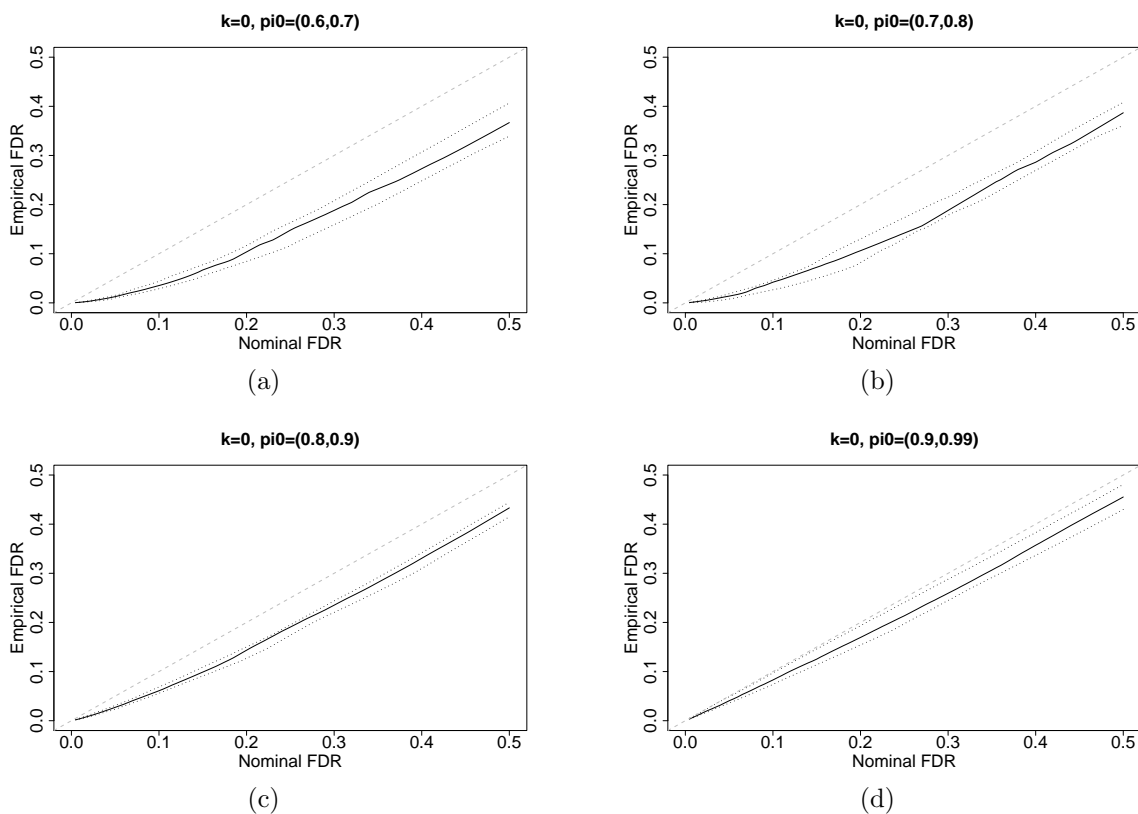 k=0, pi0=(0.6,0.7)
Empirical FDR
0.0 0.1 0.2 0.3 0.4 0.5
0.0 0.1 0.2 0.3 0.4 0.5
Nominal FDR
(a)
k=0, pi0=(0.7,0.8)
Empirical FDR
0.0 0.1 0.2 0.3 0.4 0.5
0.0 0.1 0.2 0.3 0.4 0.5
Nominal FDR
(b)
k=0, pi0=(0.8,0.9)
Empirical FDR
0.0 0.1 0.2 0.3 0.4 0.5
0.0 0.1 0.2 0.3 0.4 0.5
Nominal FDR
(c)
k=0, pi0=(0.9,0.99)
Empirical FDR
0.0 0.1 0.2 0.3 0.4 0.5
0.0 0.1 0.2 0.3 0.4 0.5
Nominal FDR
(d)